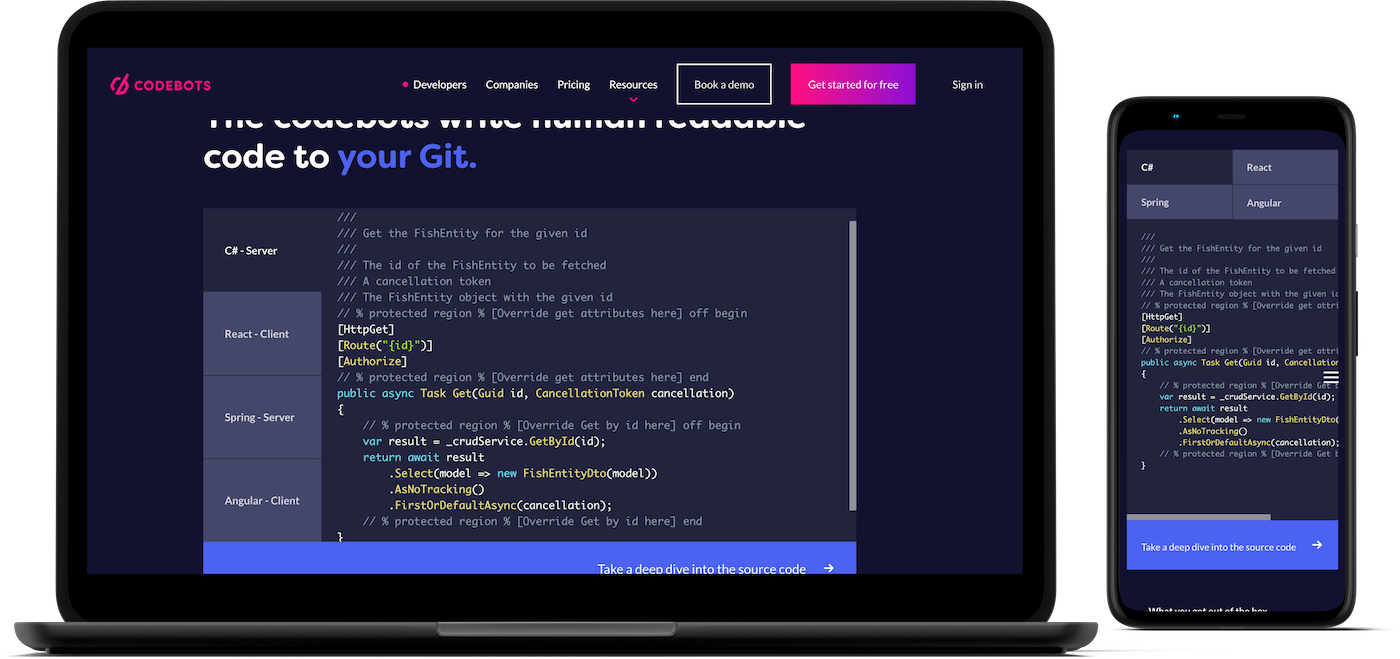 CODEBOTS
Developers
Companies
Pricing
Resources
Book a demo
Get started for free
Sign in
The codebots write human readable
code to your Git.
C# - Server
React - Client
Spring - Server
Angular - Client
///
/// Get the FishEntity for the given id
///
/// The id of the FishEntity to be fetched
/// A cancellation token
/// The FishEntity object with the given id
// % protected region % [Override get attributes here] off begin
[HttpGet]
[Route("{id}")]
[Authorize]
// % protected region % [Override get attributes here] end
public async Task Get(Guid id, CancellationToken cancellation)
{
// % protected region % [Override Get by id here] off begin
var result = _crudService.GetById(id);
return await result
.Select(model => new FishEntityDto(model))
.AsNoTracking()
.FirstOrDefaultAsync(cancellation);
// % protected region % [Override Get by id here] end
}
Take a deep dive into the source code
C#
React
Spring
Angular
///
/// Get the FishEntity for the given id
///
/// The id of the FishEntity to be fetched
/// A cancellation token
/// The FishEntity object with the given id
// % protected region % [Override get attri
[HttpGet]
[Route("{id}")]
[Authorize]
// % protected region % [Override get attri
public async Task Get(Guid id, Cancellation
{
// % protected region % [Override Get
var result = _crudService.GetById(id);
return await result
.Select(model => new FishEntityDto(
.AsNoTracking()
.FirstOrDefaultAsync(cancellation);
// % protected region % [Override Get b
}
Take a deep dive into the source code
What you get out of the box